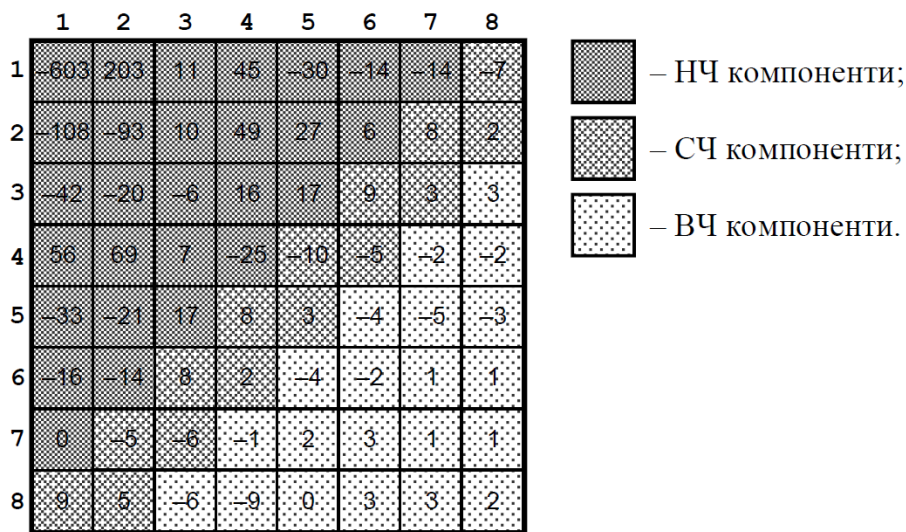 1 2 3 4 5 6 7 8
1 –603 203 11 45 –30 –14 –14 –7
– НЧ компоненти;
2 –108 –93 10 49 27 6 8 2
– СЧ компоненти;
3 –42 –20 –6 16 17 9 3 3
– ВЧ компоненти.
4 56 69 7 –25 –10 –5 –2 –2
5 –33 –21 17 8 3 –4 –5 –3
6 –16 –14 8 2 –4 –2 1 1
7 0 –5 –6 –1 2 3 1 1
8 9 5 –6 –9 0 3 3 2